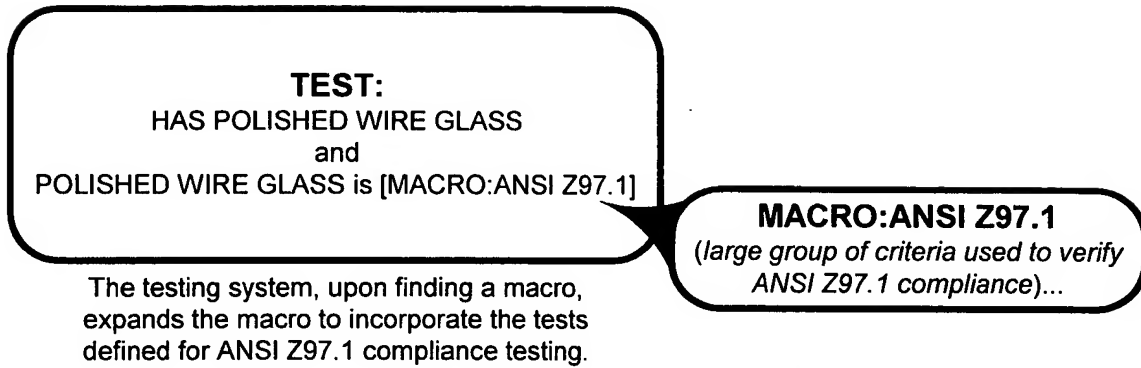 TEST:
HAS POLISHED WIRE GLASS
and
POLISHED WIRE GLASS is [MACRO:ANSI Z97.1]
MACRO:ANSI Z97.1
(large group of criteria used to verify
ANSI Z97.1 compliance)...
The testing system, upon finding a macro,
expands the macro to incorporate the tests
defined for ANSI Z97.1 compliance testing.